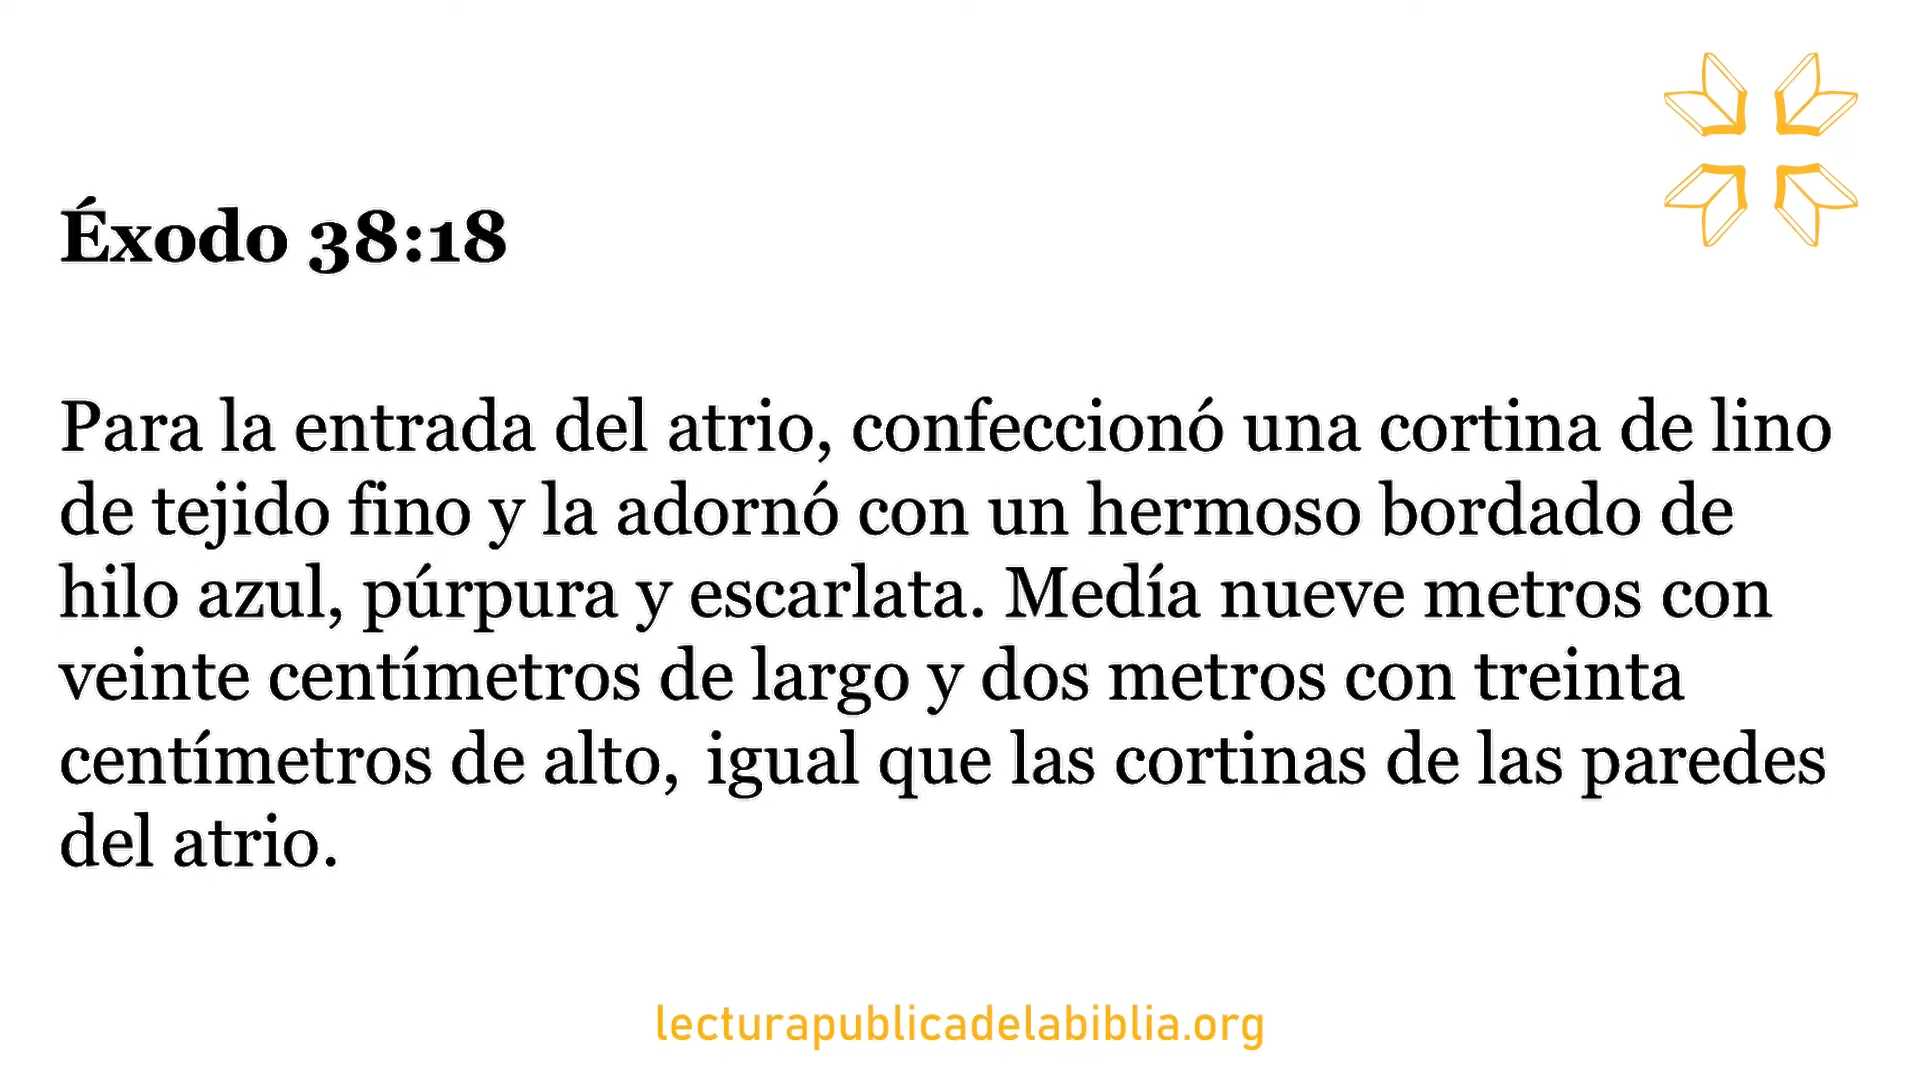 Éxodo 38:18
Para la entrada del atrio, confeccionó una cortina de lino
de tejido fino y la adornó con un hermoso bordado de
hilo azul, púrpura y escarlata. Medía nueve metros con
veinte centímetros de largo y dos metros con treinta
centímetros de alto, igual que las cortinas de las paredes
del atrio.
lecturapublicadelabiblia.org